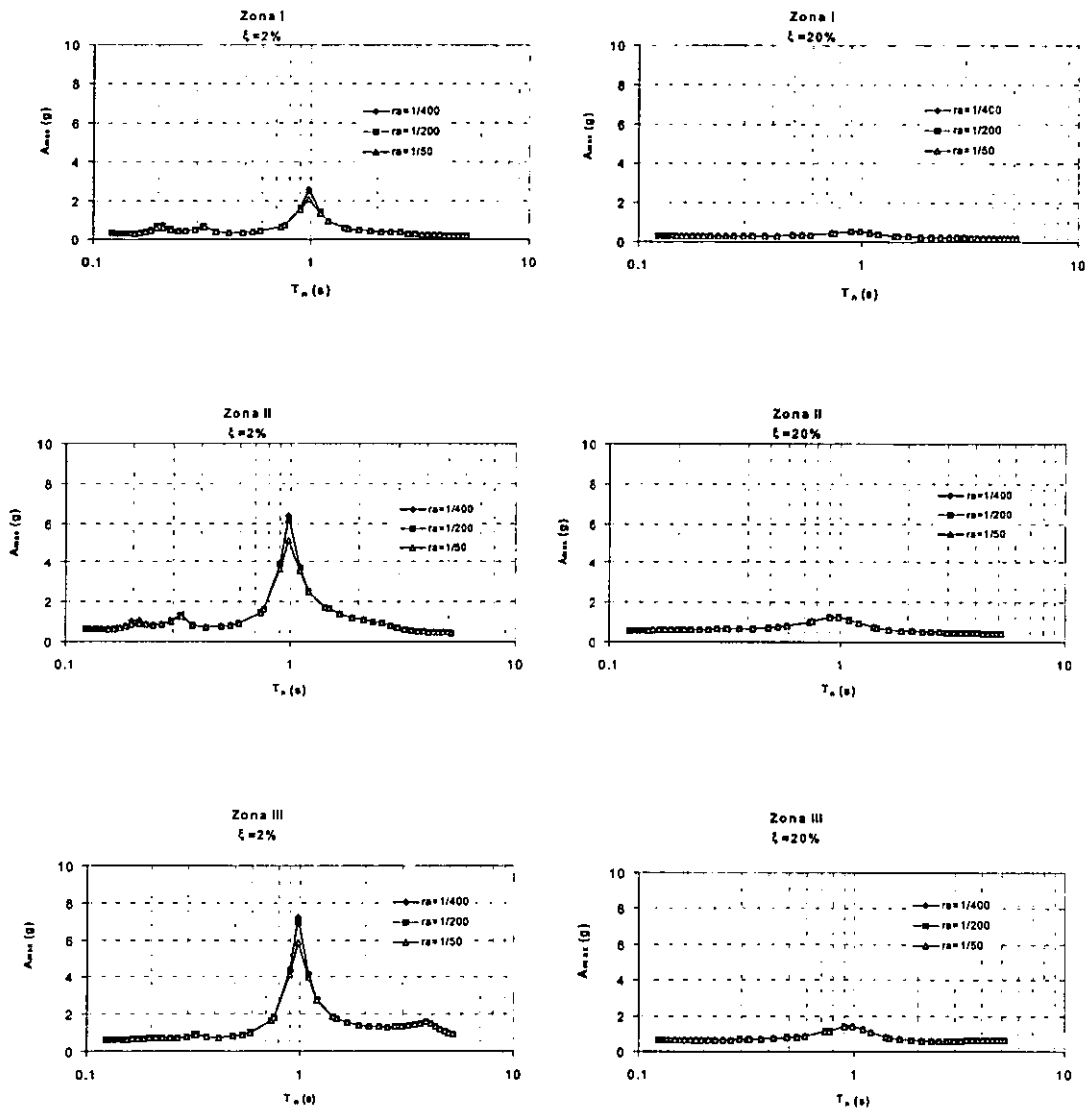 Zona I
ξ=2%
10
8
6
4
2
0
0.1
1
10
Amax (g)
Tn (s)
ra=1/400
ra=1/200
ra=1/50
Zona I
ξ=20%
10
8
6
4
2
0
0.1
1
10
Amax (g)
Tn (s)
ra=1/400
ra=1/200
ra=1/50
Zona II
ξ=2%
10
8
6
4
2
0
0.1
1
10
Amax (g)
Tn (s)
ra=1/400
ra=1/200
ra=1/50
Zona II
ξ=20%
10
8
6
4
2
0
0.1
1
10
Amax (g)
Tn (s)
ra=1/400
ra=1/200
ra=1/50
Zona III
ξ=2%
10
8
6
4
2
0
0.1
1
10
Amax (g)
Tn (s)
ra=1/400
ra=1/200
ra=1/50
Zona III
ξ=20%
10
8
6
4
2
0
0.1
1
10
Amax (g)
Tn (s)
ra=1/400
ra=1/200
ra=1/50